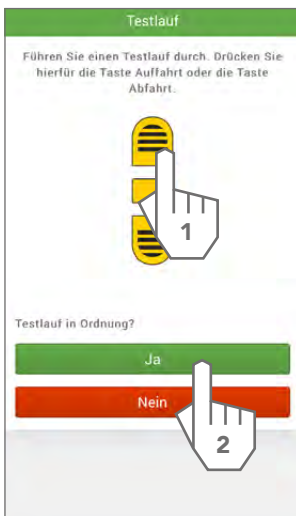 Testlauf
Führen Sie einen Testlauf durch. Drücken Sie
hierfür die Taste Auffahrt oder die Taste
Abfahrt.
1
Testlauf in Ordnung?
Ja
Nein
2